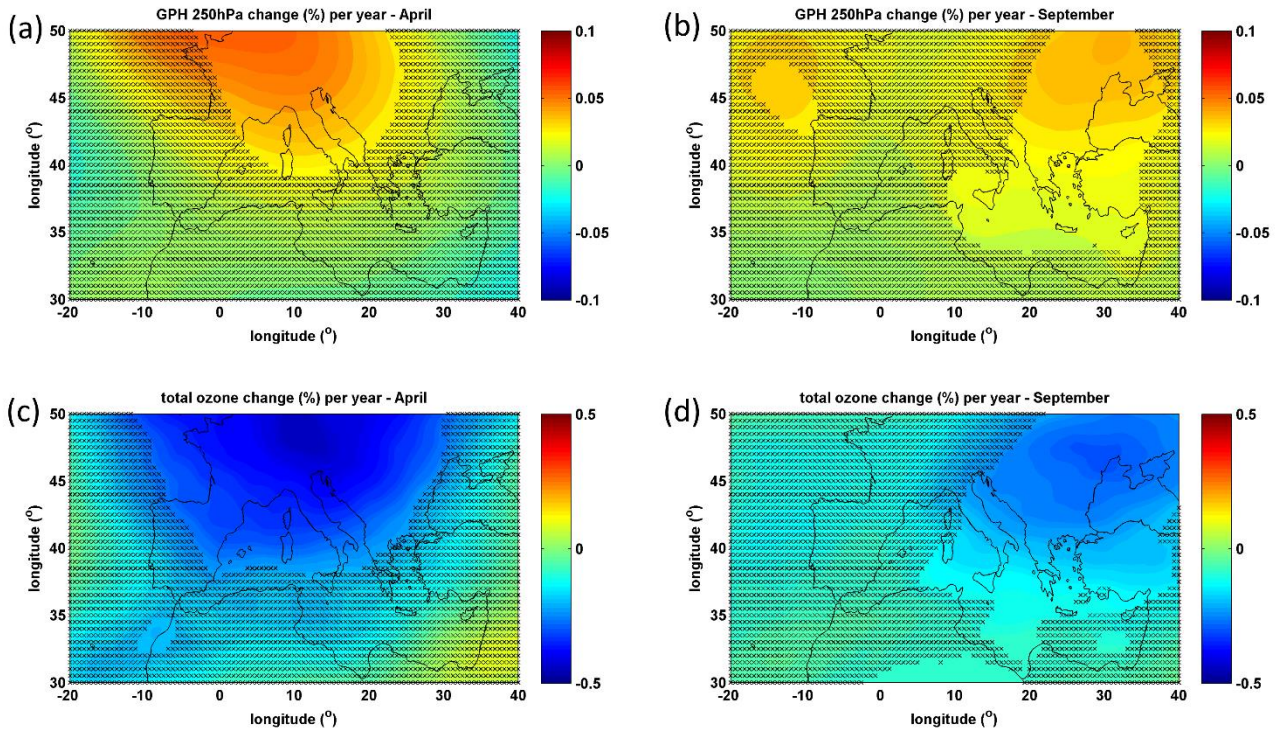 (a)
GPH 250hPa change (%) per year - April
50
45
40
35
30
longitude (O)
-20 -10 0 10 20 30 40
longitude (O)
0.1
0.05
0
-0.05
-0.1
(b)
GPH 250hPa change (%) per year - September
50
45
40
35
30
longitude (O)
-20 -10 0 10 20 30 40
longitude (O)
0.1
0.05
0
-0.05
-0.1
(c)
total ozone change (%) per year - April
50
45
40
35
30
longitude (O)
-20 -10 0 10 20 30 40
longitude (O)
0.5
0
-0.5
(d)
total ozone change (%) per year - September
50
45
40
35
30
longitude (O)
-20 -10 0 10 20 30 40
longitude (O)
0.5
0
-0.5